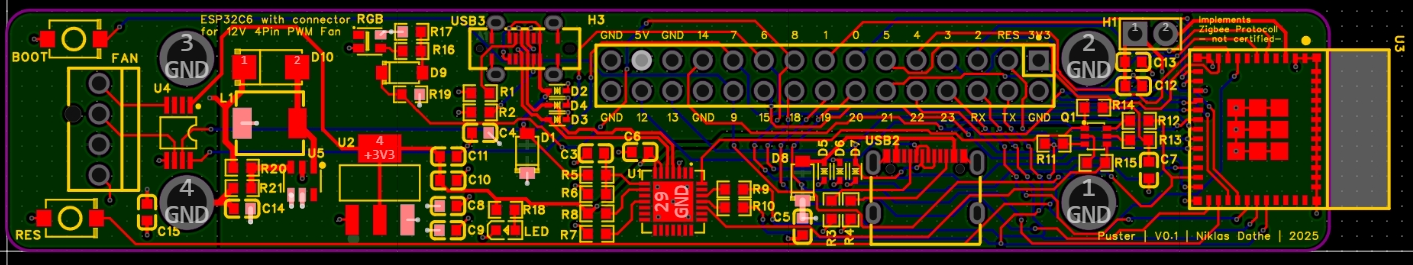 ESP32C6 with connector
for 12V 4Pin PWM Fan
RGB
R17
R16
D9
R19
USB3
H3
GND 5V GND 14 7 6 8 1 0 5 4 3 2 RES 3V3
GND 12 13 GND 9 15 18 19 20 21 22 23 RX TX GND
H1
1 2
Implements
Zigbee Protocoll
- not certified-
U3
BOOT
FAN
3
GND
D10
1 2
U4
L1
U2
4
+3V3
U5
R20
R21
C14
4
GND
RES
C15
R1
R2
C4
D2
D4
D3
D1
C11
C10
C8
C9
R18
LED
C3
C6
R5
R6
R8
R7
U1
29
GND
R9
R10
D8
D5
D6
D7
C5
R3
R4
USB2
2
GND
C13
C12
R14
Q1
R12
R13
R11
R15
C7
1
GND
Puster | V0.1 | Niklas Dathe | 2025